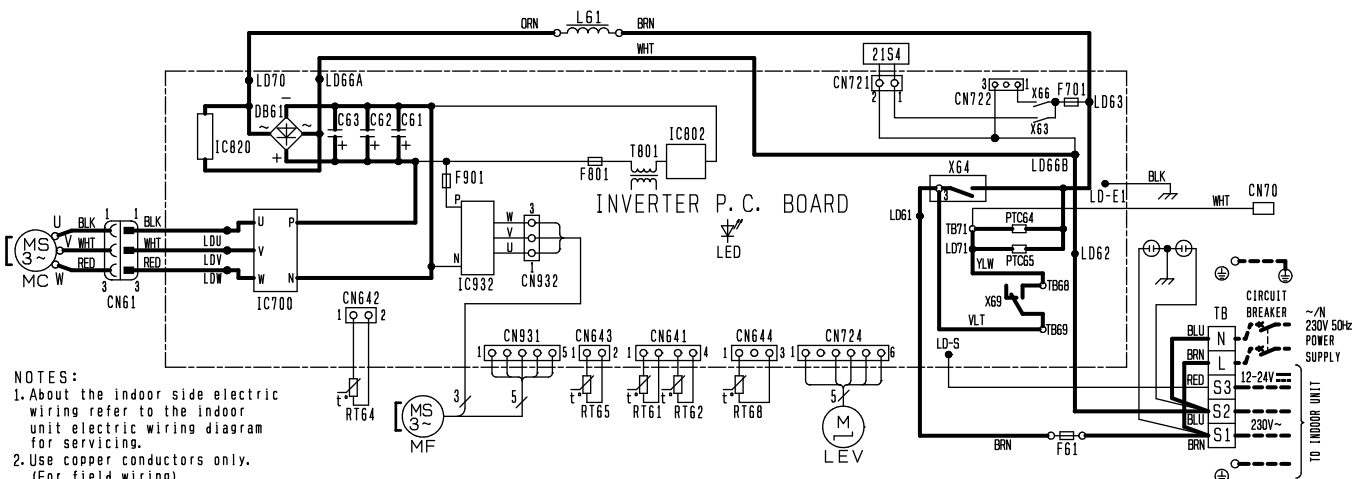 ORN L61 BRN
WHT
21S4
LD70 LD66A
CN721
2 1
3 1
CN722
X66 F701
LD63
X63
DB61
-
~ ~
+
C63 C62 C61
+ + +
IC820
IC802
T801
F801
LD66B
F901
INVERTER P.C. BOARD
LED
X64
3
LD61
BLK
LD-E1
WHT CN70
TB71 PTC64
LD71 PTC65
YLW
LD62
X69
TB68
VLT
TB69
LD-S
U BLK 1 1 BLK
V WHT WHT
W RED RED
3 3
MS
3~
MC
CN61
LDU
LDV
LDW
U P
V
W N
IC700
P
N
IC932
W
V
U
3
1
CN932
CN642
1 2
t°
RT64
CN931
1 5
CN643
1 2
CN641
1 4
CN644
1 3
CN724
1 6
3
5
MS
3~
MF
t°
RT65
t°
RT61
t°
RT62
t°
RT68
5
M
LEV
BRN
F61
BRN
TB
BLU N
BRN L
RED S3
S2
BLU S1
CIRCUIT
BREAKER
~/N
230V 50Hz
POWER
SUPPLY
12-24V
230V~
TO INDOOR UNIT
NOTES:
1. About the indoor side electric
wiring refer to the indoor
unit electric wiring diagram
for servicing.
2. Use copper conductors only.
(For field wiring)